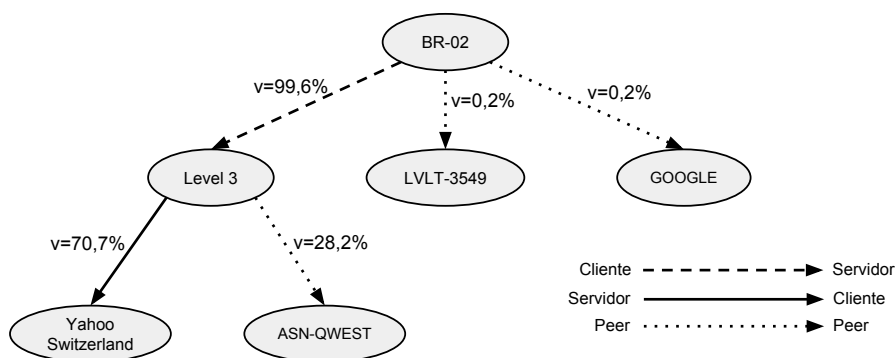 BR-02
v=99,6%
v=0,2%
v=0,2%
Level 3
LVLT-3549
GOOGLE
v=70,7%
v=28,2%
Cliente
Servidor
Servidor
Cliente
Peer
Peer
Yahoo
Switzerland
ASN-QWEST